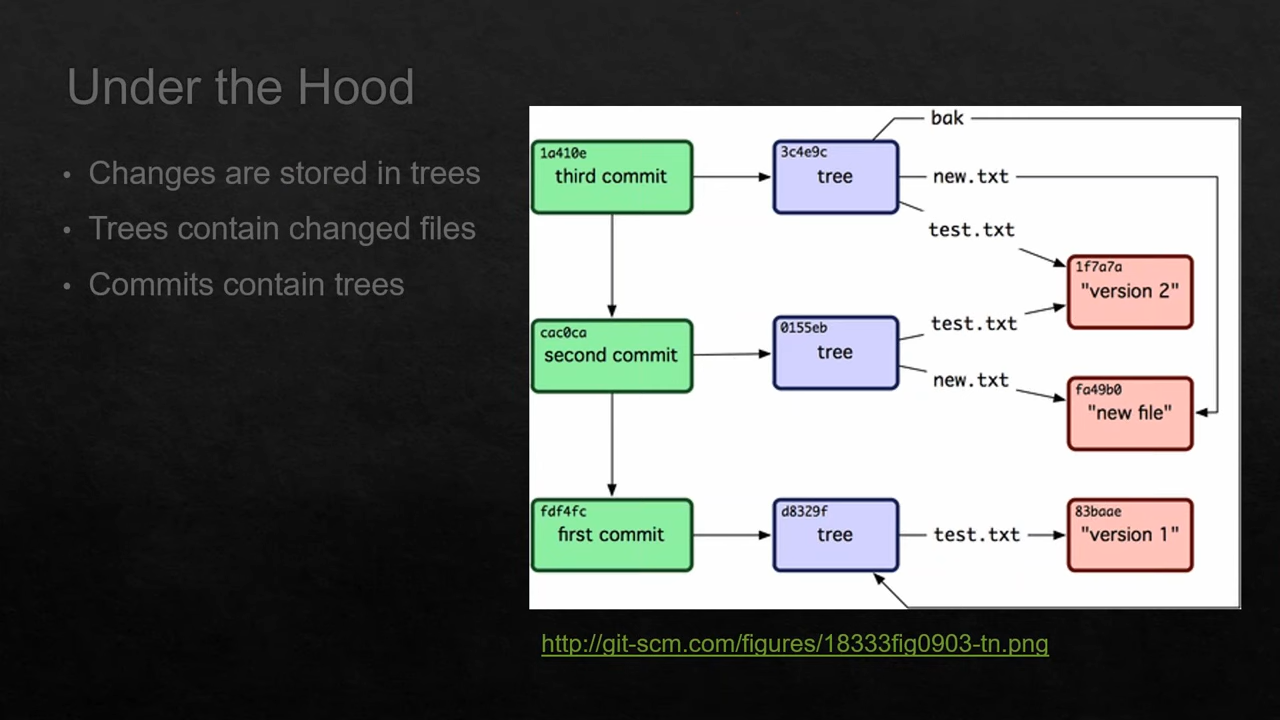 Under the Hood
• Changes are stored in trees
• Trees contain changed files
• Commits contain trees
bak
1a410e
third commit
3c4e9c
tree
new.txt
test.txt
1f7a7a
"version 2"
cac0ca
second commit
0155eb
tree
test.txt
new.txt
fa49b0
"new file"
fdf4fc
first commit
d8329f
tree
test.txt
83baae
"version 1"
http://git-scm.com/figures/18333fig0903-tn.png